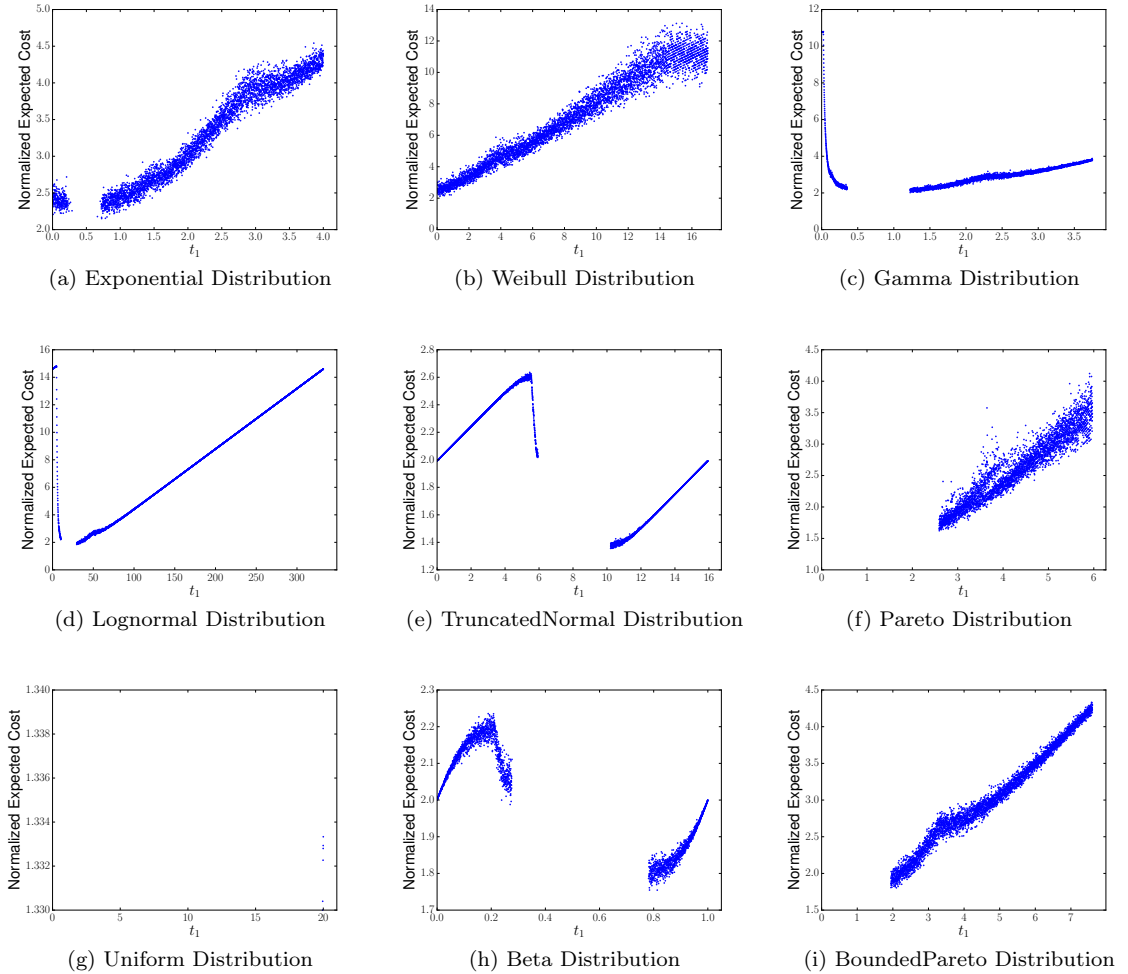 5.0
4.5
4.0
3.5
3.0
2.5
2.0
Normalized Expected Cost
0.0 0.5 1.0 1.5 2.0 2.5 3.0 3.5 4.0
t1
(a) Exponential Distribution
14
12
10
8
6
4
2
0
Normalized Expected Cost
0 2 4 6 8 10 12 14 16
t1
(b) Weibull Distribution
12
10
8
6
4
2
0
Normalized Expected Cost
0.0 0.5 1.0 1.5 2.0 2.5 3.0 3.5
t1
(c) Gamma Distribution
16
14
12
10
8
6
4
2
0
Normalized Expected Cost
0 50 100 150 200 250 300
t1
(d) Lognormal Distribution
2.8
2.6
2.4
2.2
2.0
1.8
1.6
1.4
1.2
Normalized Expected Cost
0 2 4 6 8 10 12 14 16
t1
(e) TruncatedNormal Distribution
4.5
4.0
3.5
3.0
2.5
2.0
1.5
1.0
Normalized Expected Cost
0 1 2 3 4 5 6
t1
(f) Pareto Distribution
1.340
1.338
1.336
1.334
1.332
1.330
Normalized Expected Cost
0 5 10 15 20
t1
(g) Uniform Distribution
2.3
2.2
2.1
2.0
1.9
1.8
1.7
Normalized Expected Cost
0.0 0.2 0.4 0.6 0.8 1.0
t1
(h) Beta Distribution
4.5
4.0
3.5
3.0
2.5
2.0
1.5
Normalized Expected Cost
0 1 2 3 4 5 6 7
t1
(i) BoundedPareto Distribution